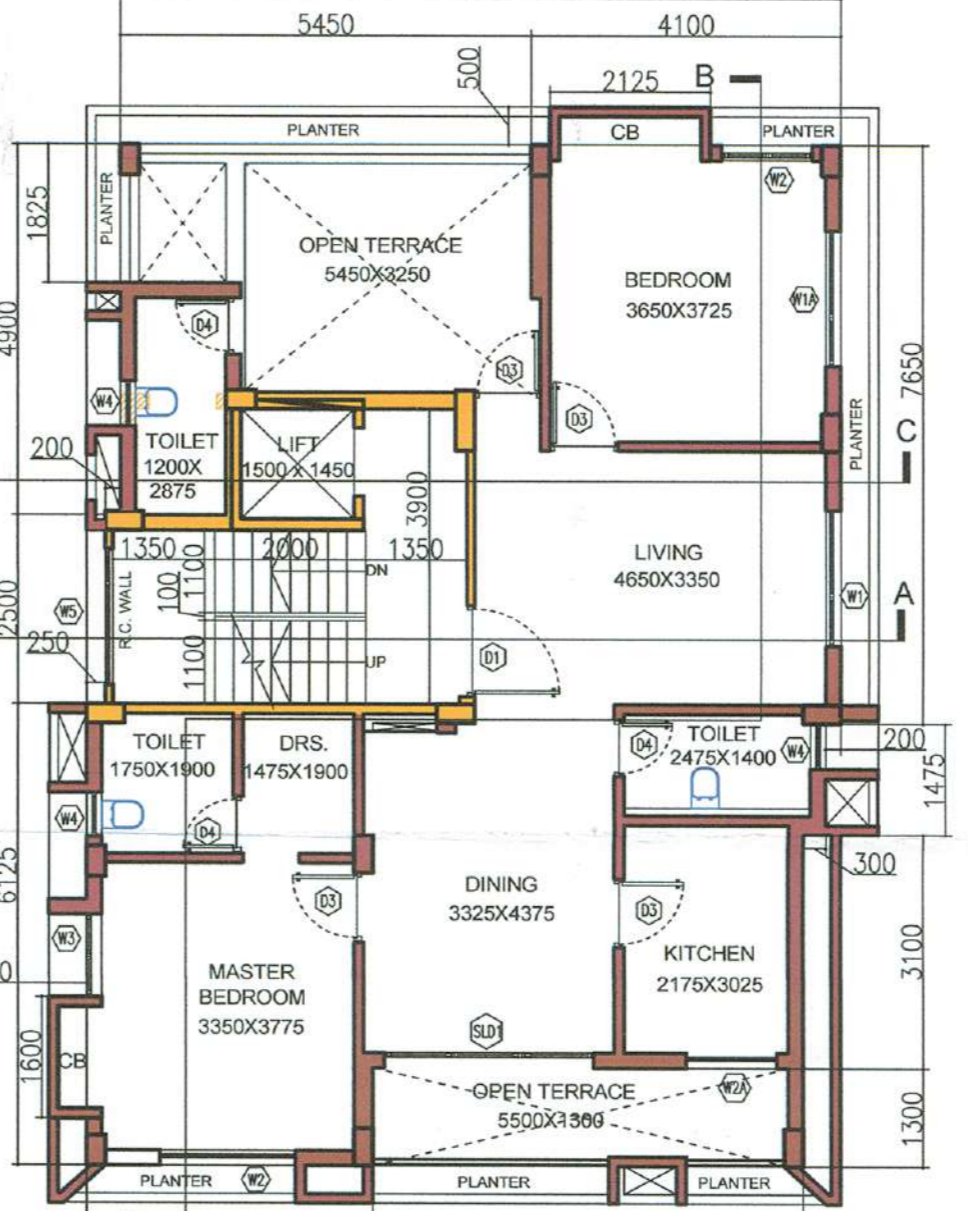 5450
4100
500
2125
B
PLANTER
CB
PLANTER
W2
PLANTER
1825
OPEN TERRACE
5450X3250
BEDROOM
3650X3725
W1A
4900
D4
D3
7650
W4
D3
PLANTER
C
TOILET
1200X
2875
LIFT
1500 x 1450
200
3900
1350
2000
1350
LIVING
4650X3350
DN
R.C. WALL
100
1100
W5
2500
W1
A
250
1100
UP
D1
TOILET
1750X1900
DRS.
1475X1900
D4
TOILET
2475X1400
W4
200
1475
W4
D4
6125
300
DINING
3325X4375
D3
D3
W3
KITCHEN
2175X3025
3100
MASTER
BEDROOM
3350X3775
0
SLD1
1600
CB
OPEN TERRACE
5500X1300
W2A
1300
PLANTER
W2
PLANTER
PLANTER